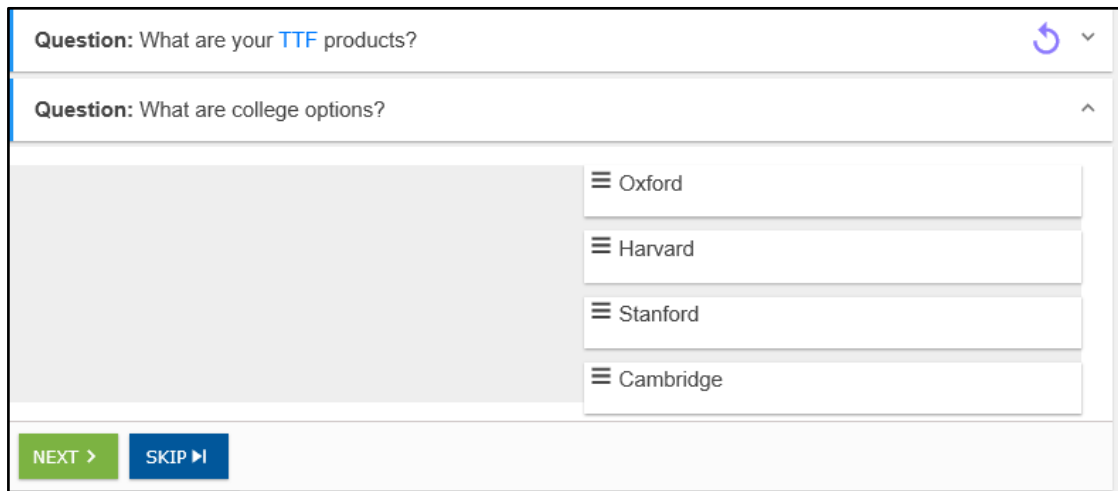 Question: What are your TTF products?
Question: What are college options?
Oxford
Harvard
Stanford
Cambridge
NEXT
SKIP